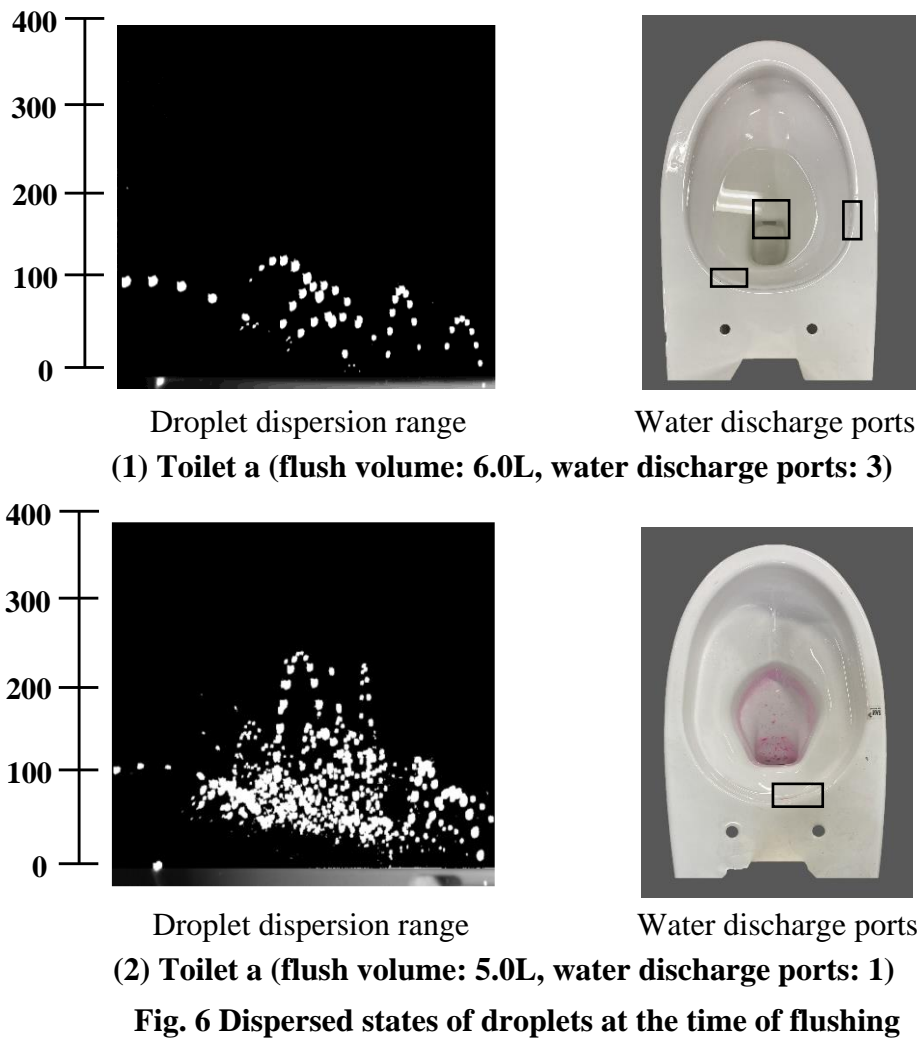 400
300
200
100
0
Droplet dispersion range
Water discharge ports
(1) Toilet a (flush volume: 6.0L, water discharge ports: 3)
400
300
200
100
0
Droplet dispersion range
Water discharge ports
(2) Toilet a (flush volume: 5.0L, water discharge ports: 1)
Fig. 6 Dispersed states of droplets at the time of flushing